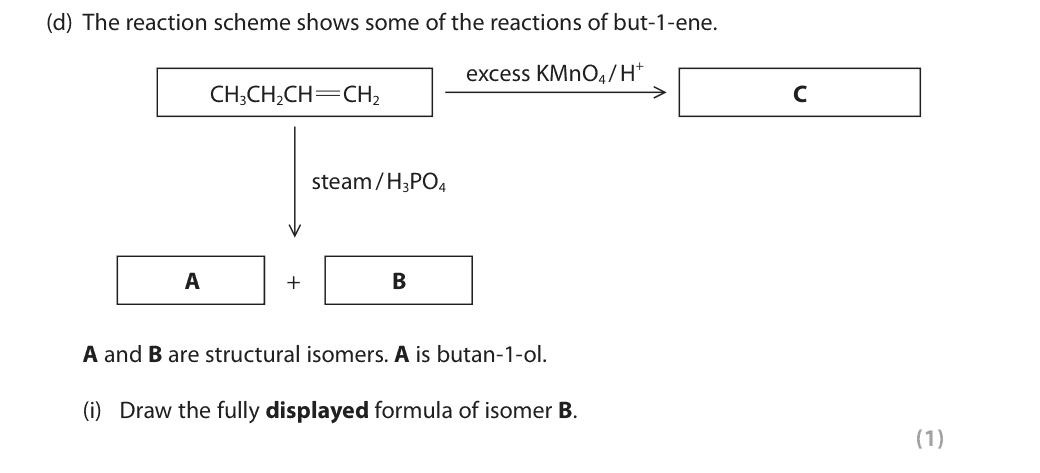 (d) The reaction scheme shows some of the reactions of but-1-ene.
excess KMnO₄/H⁺
CH₃CH₂CH=CH₂
C
steam/H₃PO₄
A + B
A and B are structural isomers. A is butan-1-ol.
(i) Draw the fully displayed formula of isomer B.
(1)